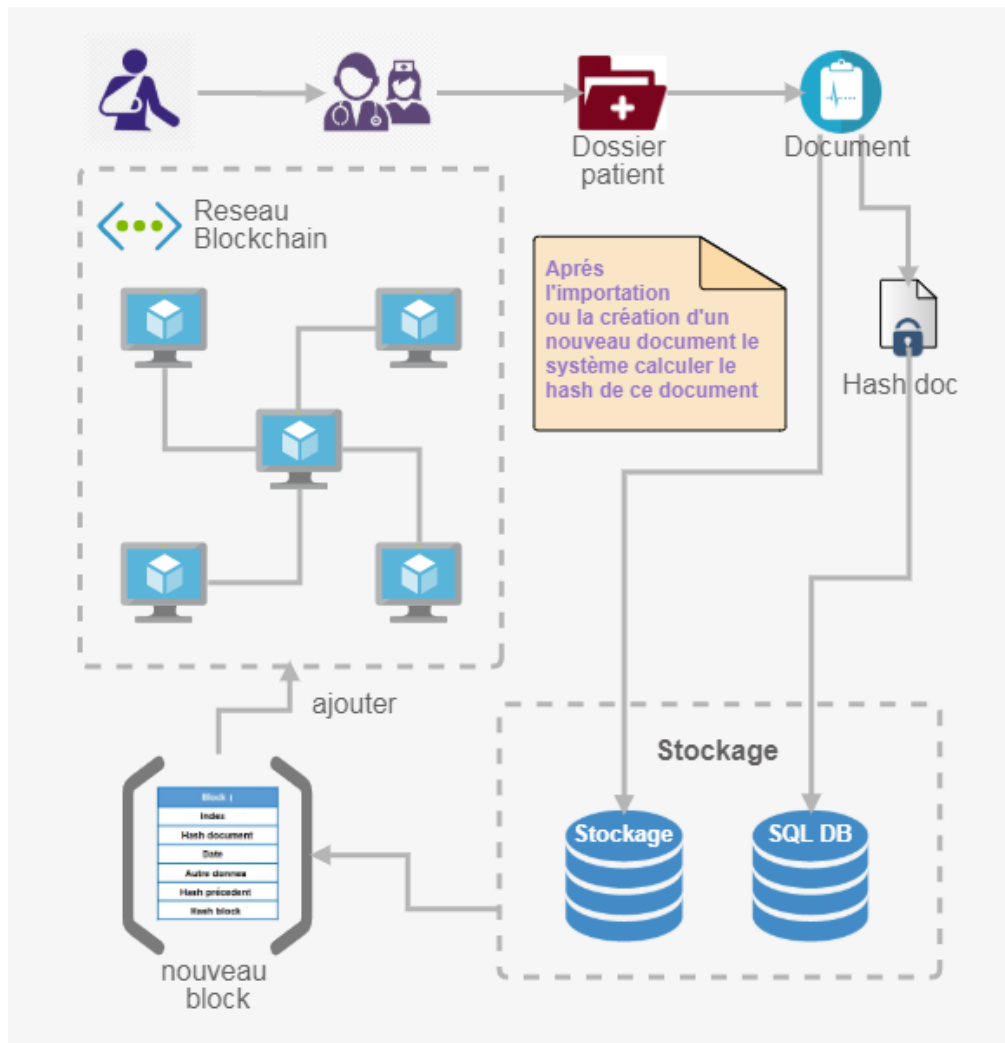 Dossier
patient
Document
Reseau
Blockchain
Aprés
l'importation
ou la création d'un
nouveau document le
système calculer le
hash de ce document
Hash doc
ajouter
Stockage
Stockage
SQL DB
Block i
Index
Hash document
Date
Autre donnes
Hash précedent
Hash block
nouveau
block